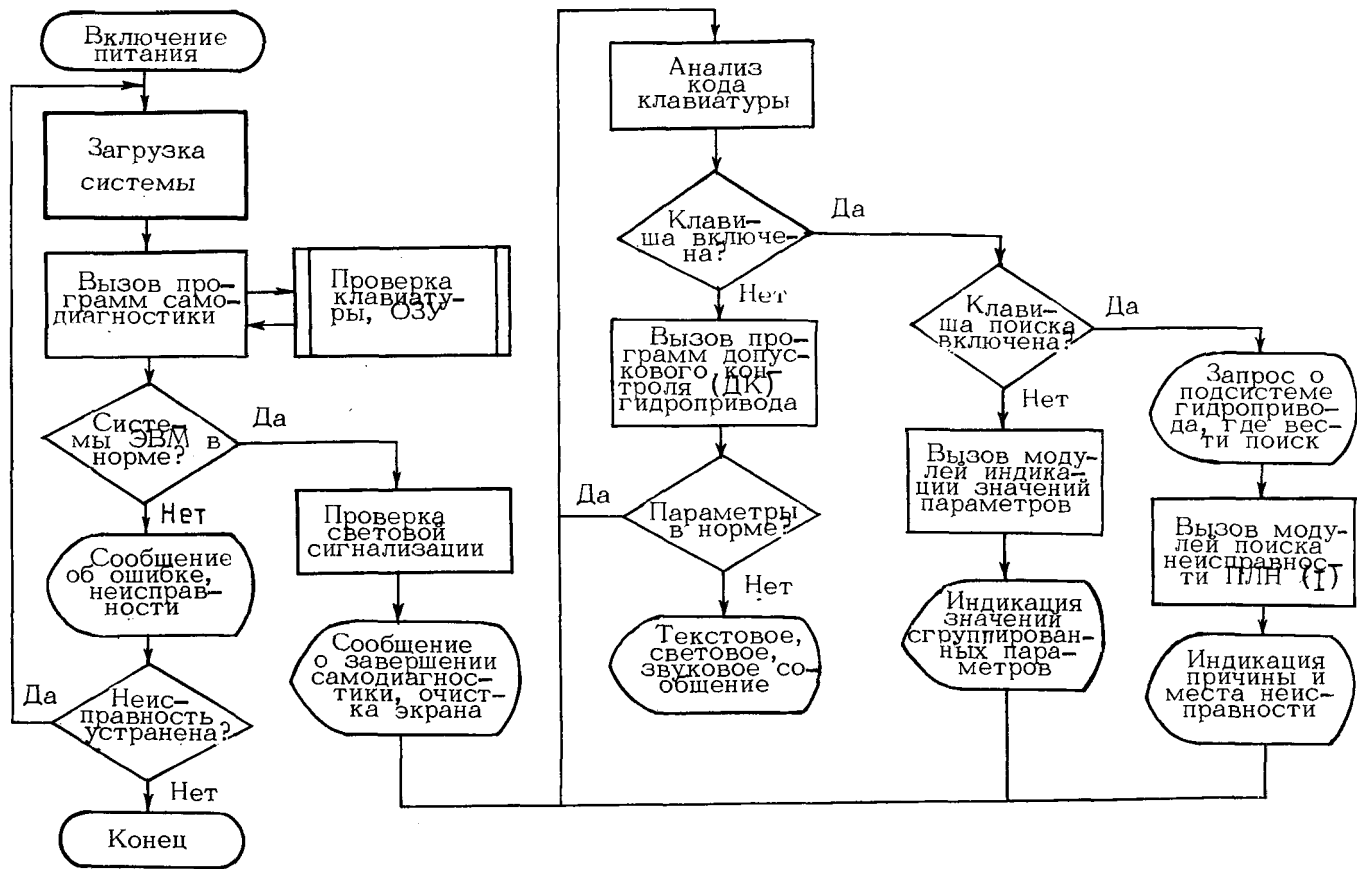 Включение
питания
Загрузка
системы
Вызов про-
грамм само-
диагностики
Проверка
клавиату-
ры, ОЗУ
Систе-
мы ЭВМ в
норме?
Да
Нет
Сообщение
об ошибке,
неисправ-
ности
Неис-
правность
устранена?
Да
Нет
Конец
Проверка
световой
сигнализации
Сообщение
о завершении
самодиагнос-
тики, очист-
ка экрана
Анализ
кода
клавиатуры
Клави-
ша включе-
на?
Да
Нет
Вызов про-
грамм допус-
кового кон-
троля (ДК)
гидропривода
Параметры
в норме?
Да
Нет
Текстовое,
световое,
звуковое со-
общение
Клави-
ша поиска
включена?
Да
Нет
Вызов моду-
лей индика-
ции значений
параметров
Индикация
значений
сгруппирован-
ных пара-
метров
Запрос о
подсистеме
гидроприво-
да, где вес-
ти поиск
Вызов моду-
лей поиска
неисправнос-
ти ПЛН (I)
Индикация
причины и
места неис-
правности